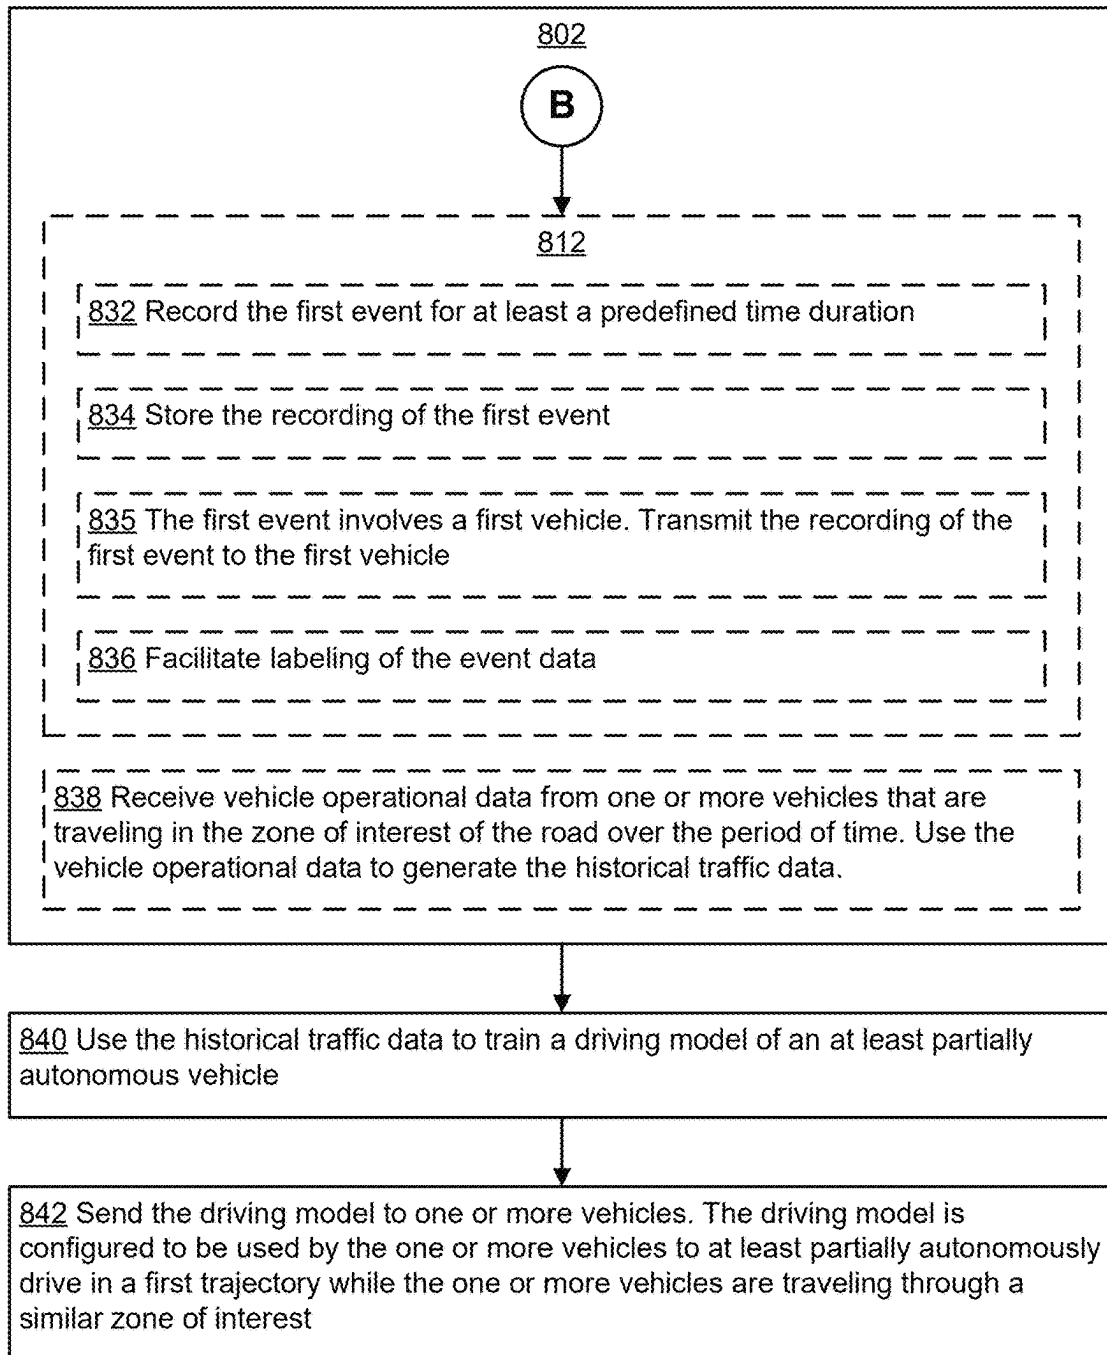 802
B
812
832 Record the first event for at least a predefined time duration
834 Store the recording of the first event
835 The first event involves a first vehicle. Transmit the recording of the
first event to the first vehicle
836 Facilitate labeling of the event data
838 Receive vehicle operational data from one or more vehicles that are
traveling in the zone of interest of the road over the period of time. Use the
vehicle operational data to generate the historical traffic data.
840 Use the historical traffic data to train a driving model of an at least partially
autonomous vehicle
842 Send the driving model to one or more vehicles. The driving model is
configured to be used by the one or more vehicles to at least partially autonomously
drive in a first trajectory while the one or more vehicles are traveling through a
similar zone of interest